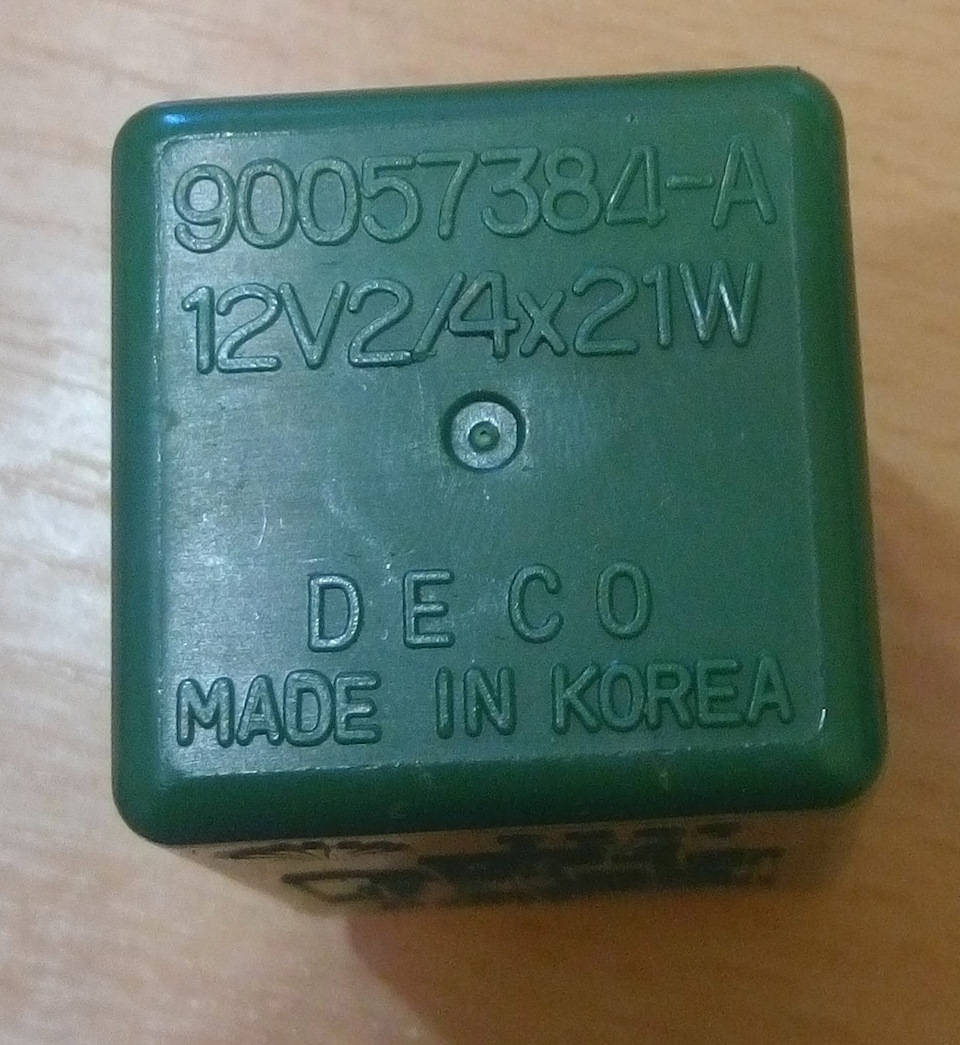 90057384-A
12V2/4x21W
DECO
MADE IN KOREA